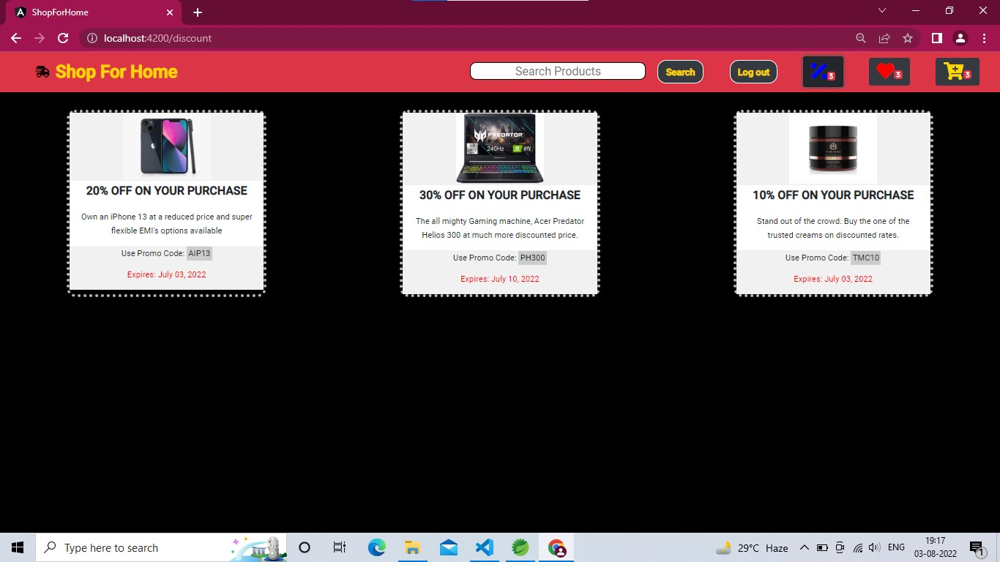 ShopForHome
localhost:4200/discount
Shop For Home
Search Products
Search
Log out
3
3
3
PREDATOR
240Hz
20% OFF ON YOUR PURCHASE
Own an iPhone 13 at a reduced price and super
flexible EMI's options available
Use Promo Code: AIP13
Expires: July 03, 2022
30% OFF ON YOUR PURCHASE
The all mighty Gaming machine, Acer Predator
Helios 300 at much more discounted price.
Use Promo Code: PH300
Expires: July 10, 2022
10% OFF ON YOUR PURCHASE
Stand out of the crowd. Buy the one of the
trusted creams on discounted rates.
Use Promo Code: TMC10
Expires: July 03, 2022
Type here to search
29°C Haze
ENG
19:17
03-08-2022
1